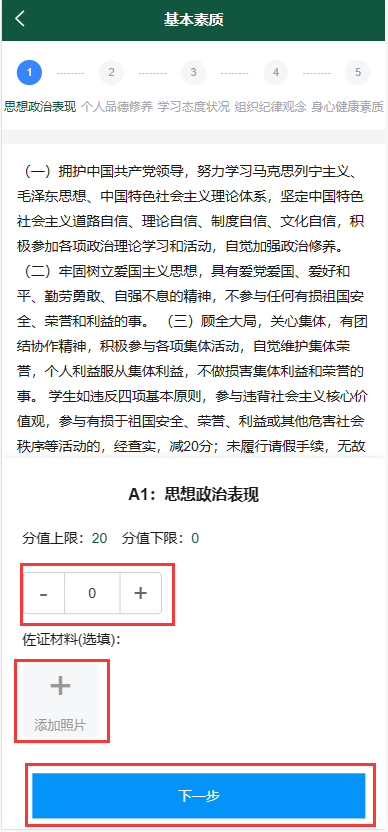 基本素质
1 2 3 4 5
思想政治表现 个人品德修养 学习态度状况 组织纪律观念 身心健康素质
（一）拥护中国共产党领导，努力学习马克思列宁主义、
毛泽东思想、中国特色社会主义理论体系，坚定中国特色
社会主义道路自信、理论自信、制度自信、文化自信，积
极参加各项政治理论学习和活动，自觉加强政治修养。
（二）牢固树立爱国主义思想，具有爱党爱国、爱好和
平、勤劳勇敢、自强不息的精神，不参与任何有损祖国安
全、荣誉和利益的事。 （三）顾全大局，关心集体，有团
结协作精神，积极参与各项集体活动，自觉维护集体荣
誉，个人利益服从集体利益，不做损害集体利益和荣誉的
事。 学生如违反四项基本原则，参与违背社会主义核心价
值观，参与有损于祖国安全、荣誉、利益或其他危害社会
秩序等活动的，经查实，减20分；未履行请假手续，无故
A1：思想政治表现
分值上限：20 分值下限：0
- 0 +
佐证材料(选填)：
+
添加照片
下一步